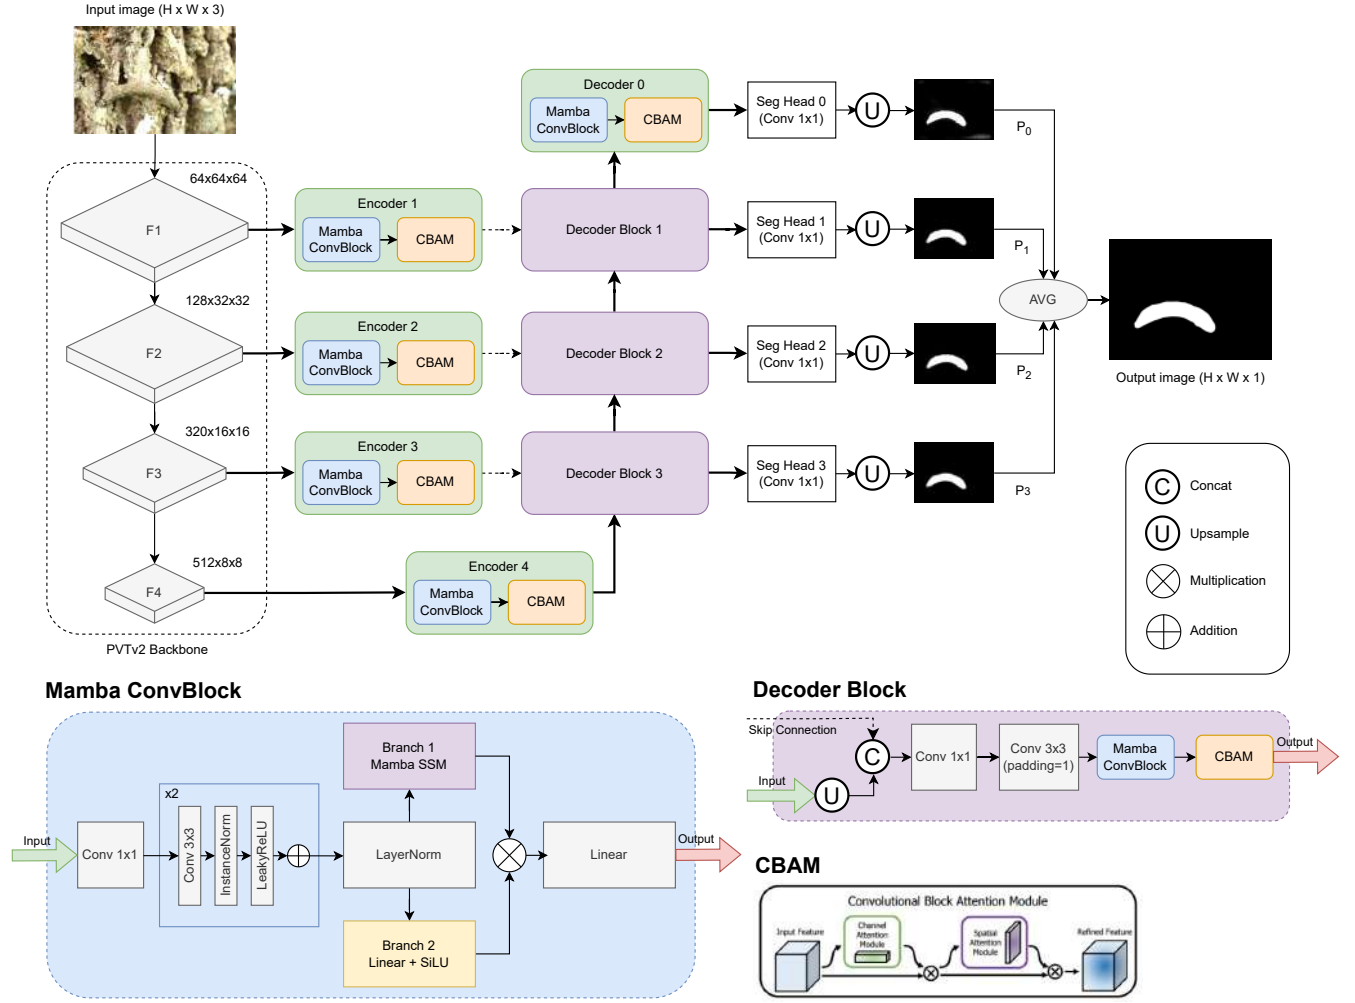 Input image (H x W x 3)
64x64x64
F1
128x32x32
F2
320x16x16
F3
512x8x8
F4
PVTv2 Backbone
Encoder 1
Mamba
ConvBlock
CBAM
Encoder 2
Mamba
ConvBlock
CBAM
Encoder 3
Mamba
ConvBlock
CBAM
Encoder 4
Mamba
ConvBlock
CBAM
Decoder 0
Mamba
ConvBlock
CBAM
Decoder Block 1
Decoder Block 2
Decoder Block 3
Seg Head 0
(Conv 1x1)
U
P0
Seg Head 1
(Conv 1x1)
U
P1
Seg Head 2
(Conv 1x1)
U
P2
Seg Head 3
(Conv 1x1)
U
P3
AVG
Output image (H x W x 1)
C
Concat
U
Upsample
Multiplication
Addition
Mamba ConvBlock
Input
Conv 1x1
x2
Conv 3x3
InstanceNorm
LeakyReLU
LayerNorm
Branch 1
Mamba SSM
Branch 2
Linear + SiLU
Linear
Output
Decoder Block
Skip Connection
Input
U
C
Conv 1x1
Conv 3x3
(padding=1)
Mamba
ConvBlock
CBAM
Output
CBAM
Convolutional Block Attention Module
Input Feature
Channel
Attention
Module
Spatial
Attention
Module
Refined Feature